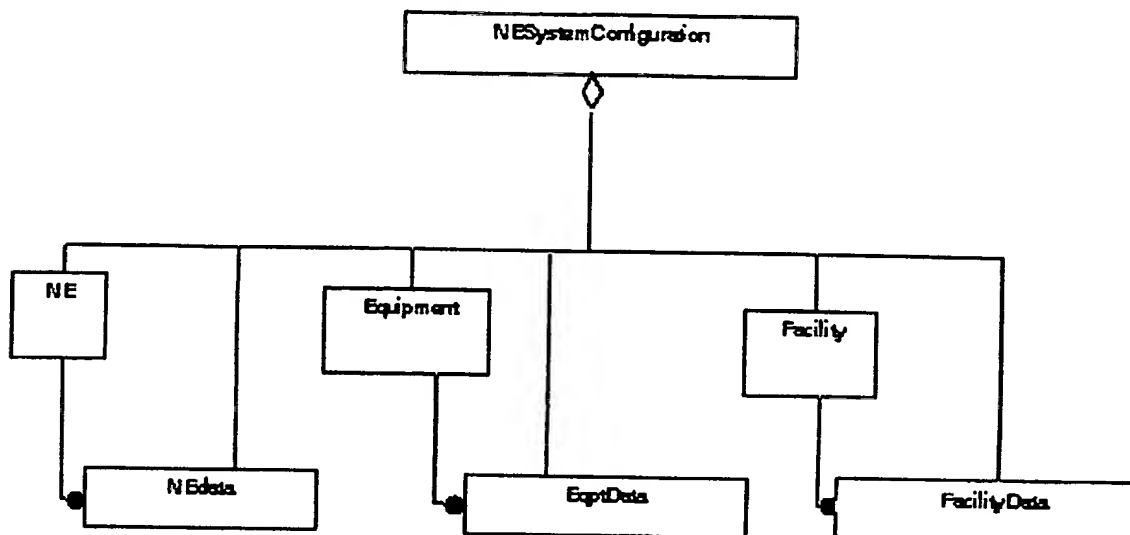 NESystemConfiguration
NE
Equipment
Facility
NEdata
EqptData
FacilityData